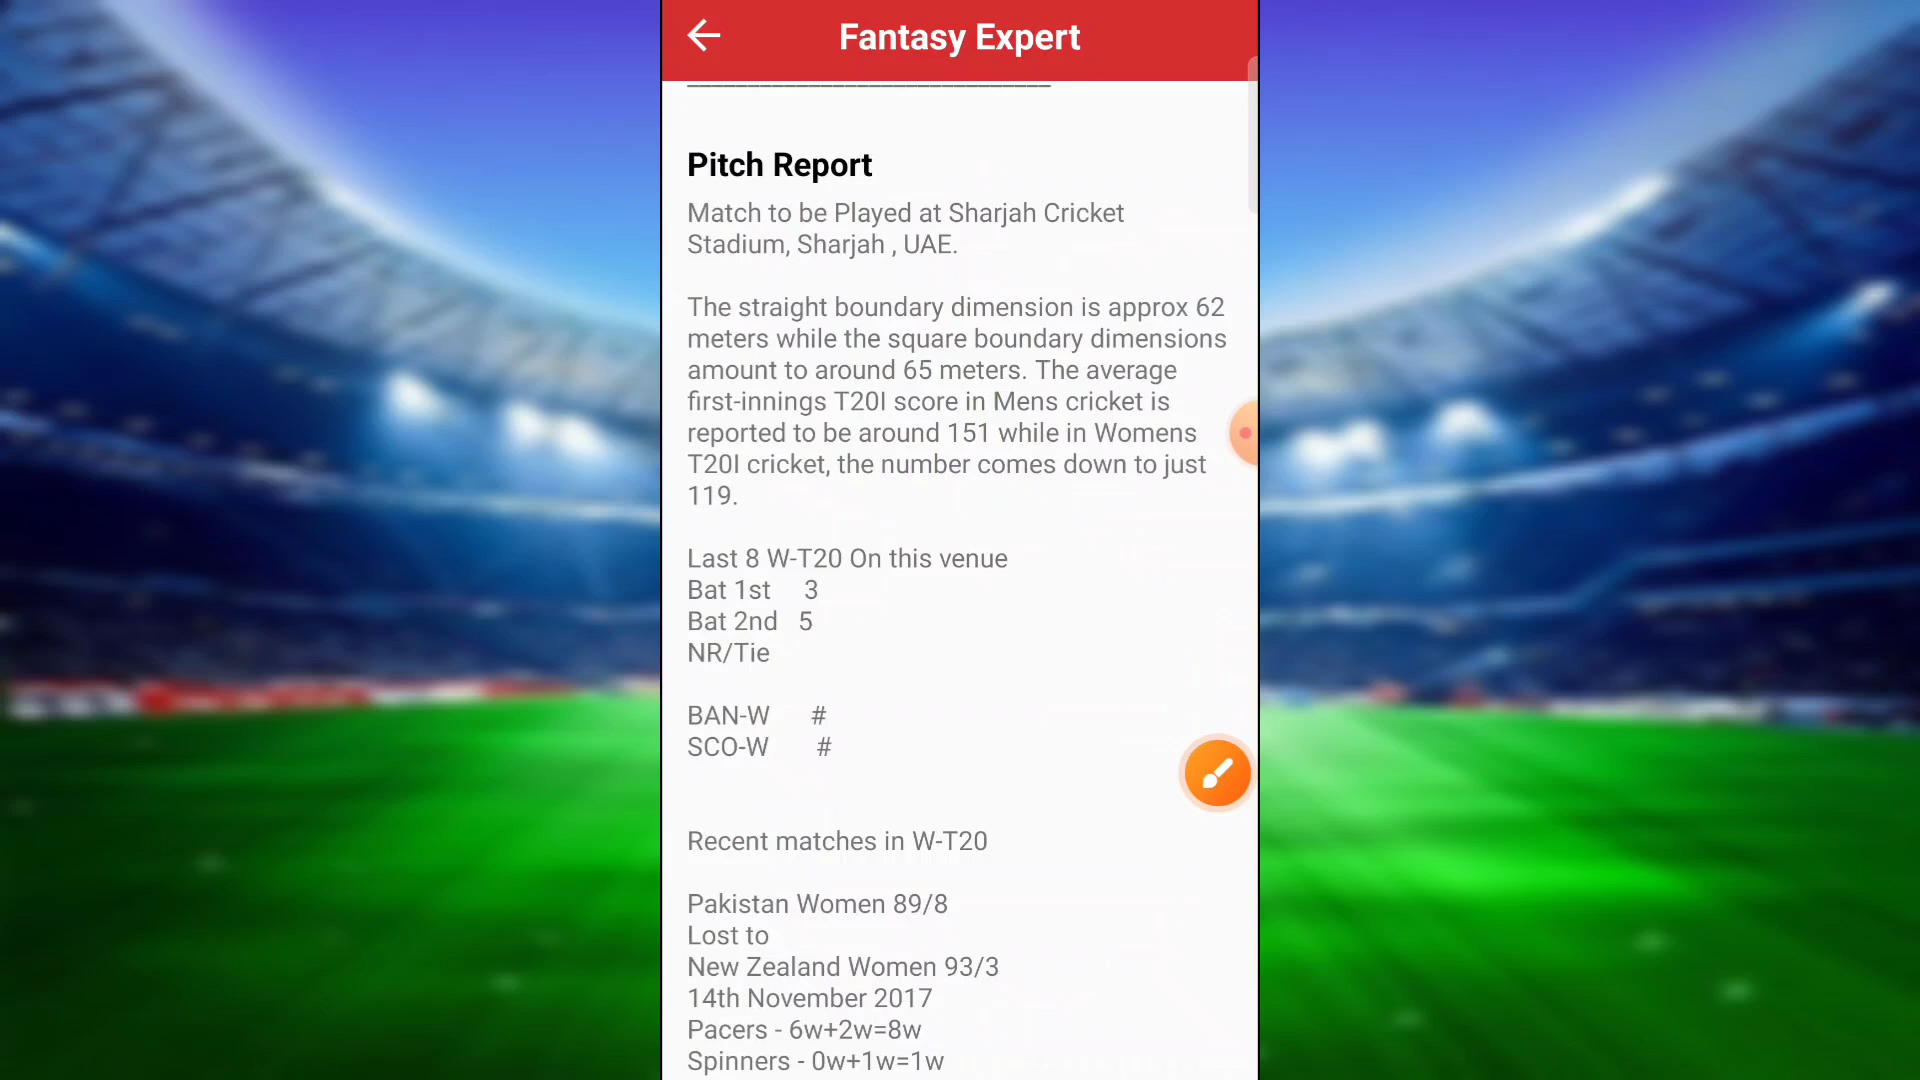 Fantasy Expert
Pitch Report
Match to be Played at Sharjah Cricket
Stadium, Sharjah , UAE.
The straight boundary dimension is approx 62
meters while the square boundary dimensions
amount to around 65 meters. The average
first-innings T20I score in Mens cricket is
reported to be around 151 while in Womens
T20I cricket, the number comes down to just
119.
Last 8 W-T20 On this venue
Bat 1st 3
Bat 2nd 5
NR/Tie
BAN-W #
SCO-W #
Recent matches in W-T20
Pakistan Women 89/8
Lost to
New Zealand Women 93/3
14th November 2017
Pacers - 6w+2w=8w
Spinners - 0w+1w=1w